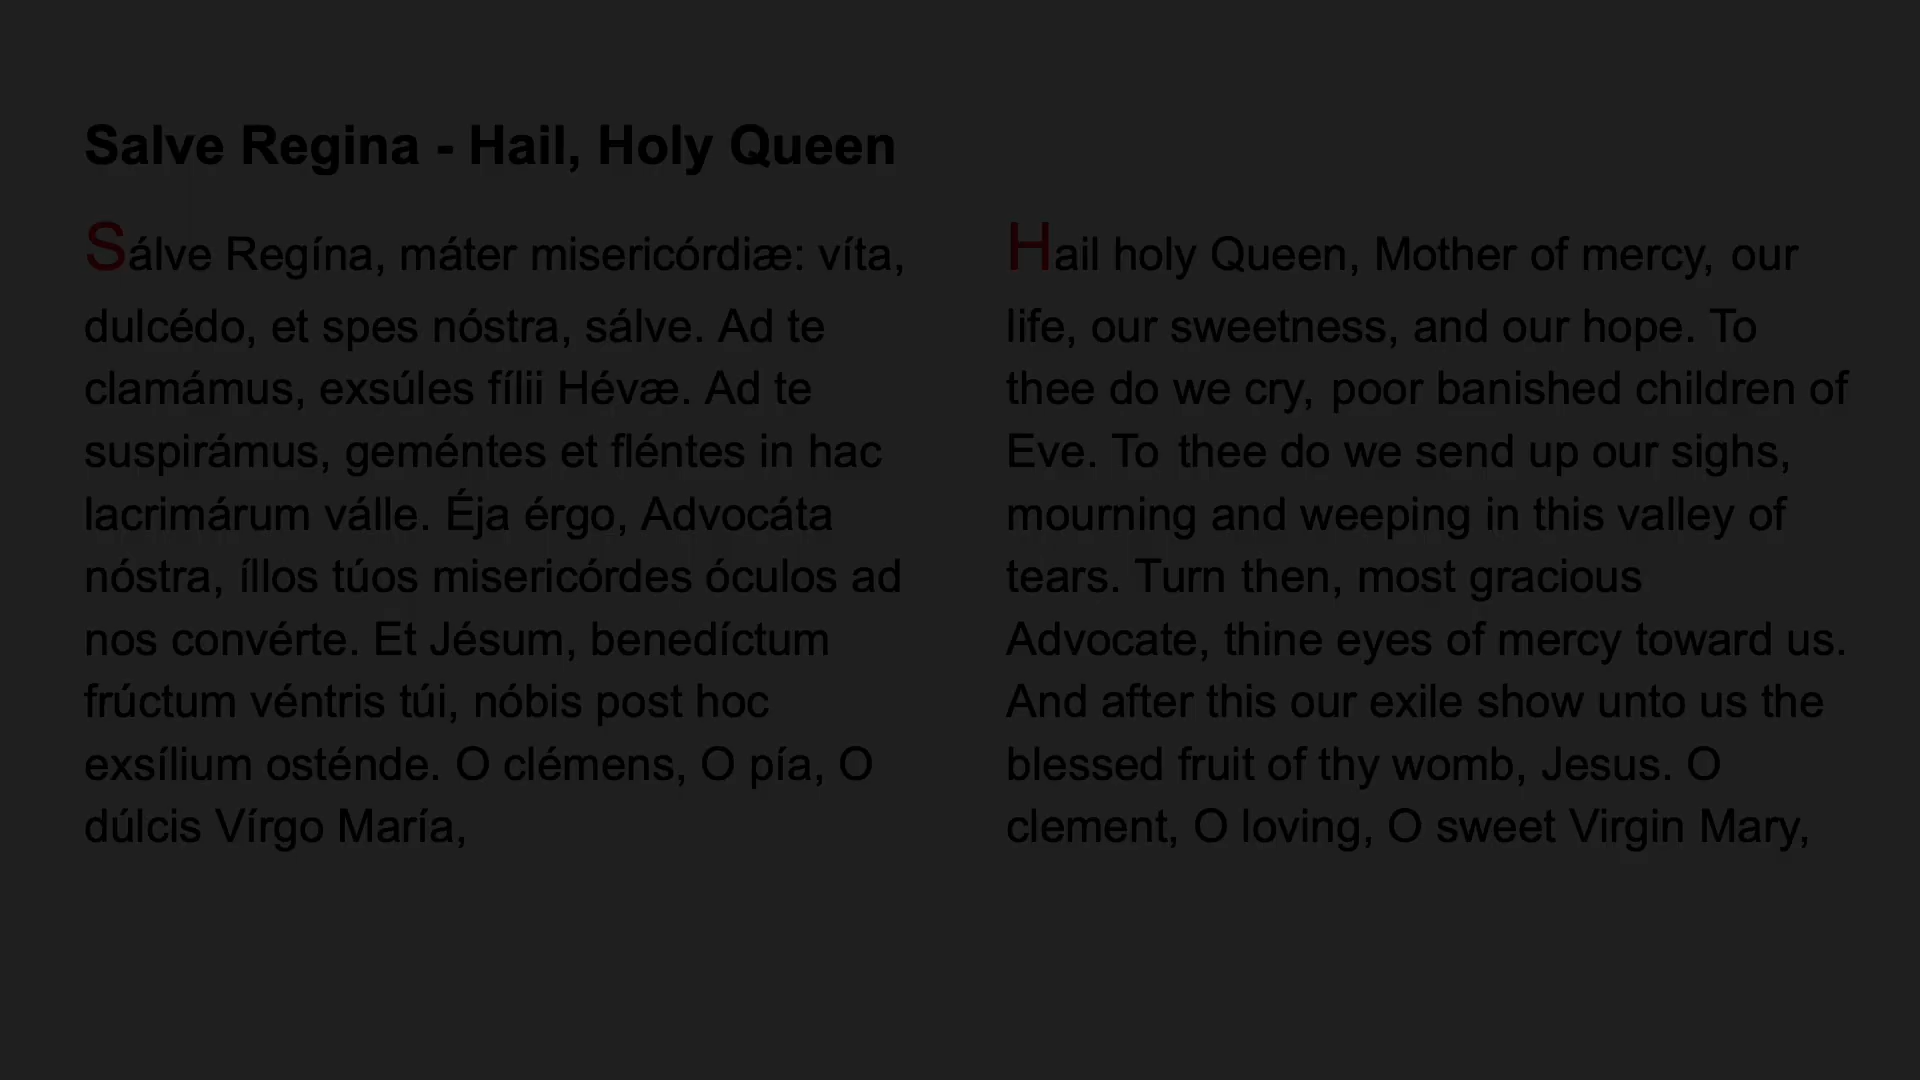 Salve Regina - Hail, Holy Queen
Sálve Regína, máter misericórdiæ: víta,
dulcédo, et spes nóstra, sálve. Ad te
clamámus, exsúles fílii Hévæ. Ad te
suspirámus, geméntes et fléntes in hac
lacrimárum válle. Éja érgo, Advocáta
nóstra, íllos túos misericórdes óculos ad
nos convérte. Et Jésum, benedíctum
frúctum véntris túi, nóbis post hoc
exsílium osténde. O clémens, O pía, O
dúlcis Vírgo María,
Hail holy Queen, Mother of mercy, our
life, our sweetness, and our hope. To
thee do we cry, poor banished children of
Eve. To thee do we send up our sighs,
mourning and weeping in this valley of
tears. Turn then, most gracious
Advocate, thine eyes of mercy toward us.
And after this our exile show unto us the
blessed fruit of thy womb, Jesus. O
clement, O loving, O sweet Virgin Mary,